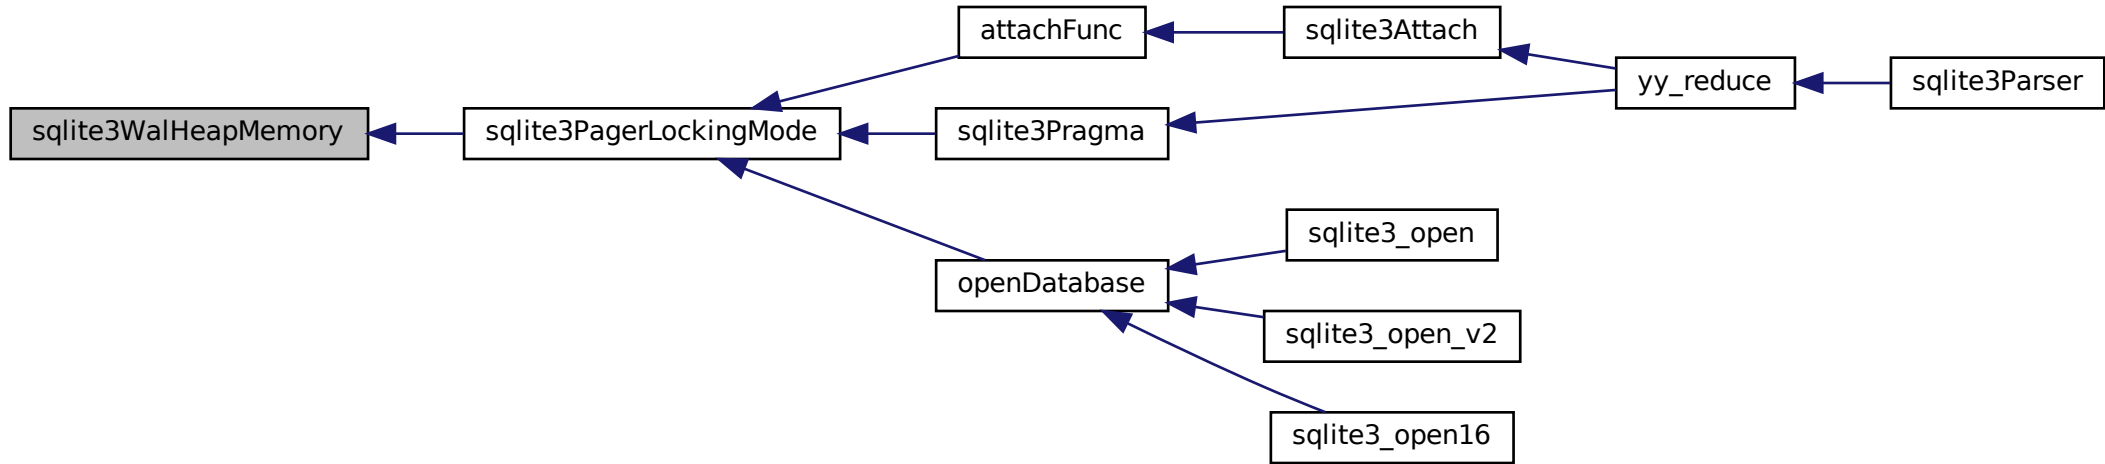 attachFunc
sqlite3Attach
yy_reduce
sqlite3Parser
sqlite3WalHeapMemory
sqlite3PagerLockingMode
sqlite3Pragma
sqlite3_open
openDatabase
sqlite3_open_v2
sqlite3_open16